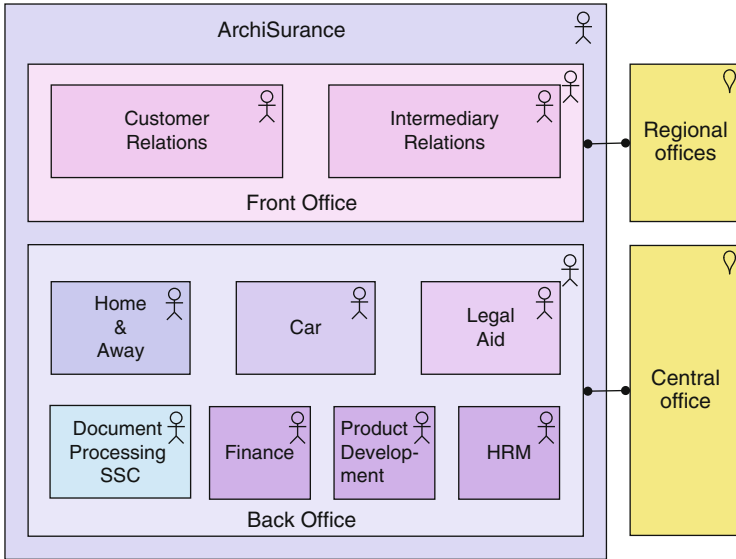 ArchiSurance
Customer
Relations
Intermediary
Relations
Front Office
Regional
offices
Home
&
Away
Car
Legal
Aid
Document
Processing
SSC
Finance
Product
Develop-
ment
HRM
Back Office
Central
office